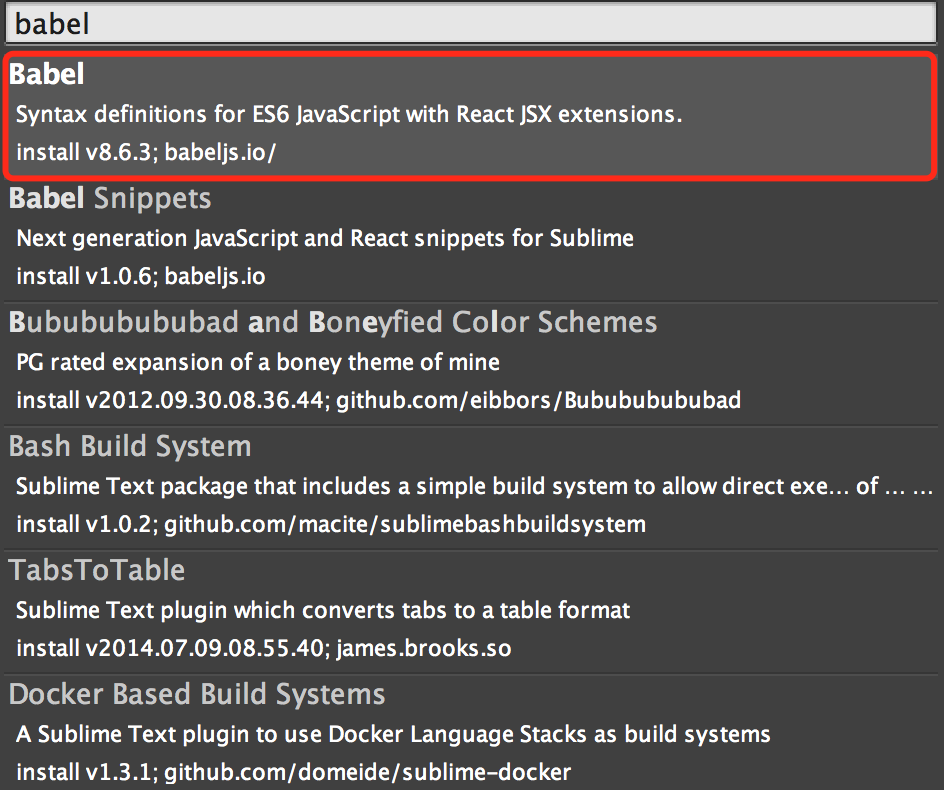 babel
Babel
Syntax definitions for ES6 JavaScript with React JSX extensions.
install v8.6.3; babeljs.io/
Babel Snippets
Next generation JavaScript and React snippets for Sublime
install v1.0.6; babeljs.io
Bubububububad and Boneyfied Color Schemes
PG rated expansion of a boney theme of mine
install v2012.09.30.08.36.44; github.com/eibbors/Bubububububad
Bash Build System
Sublime Text package that includes a simple build system to allow direct exe... of ... ...
install v1.0.2; github.com/macite/sublimebashbuildsystem
TabsToTable
Sublime Text plugin which converts tabs to a table format
install v2014.07.09.08.55.40; james.brooks.so
Docker Based Build Systems
A Sublime Text plugin to use Docker Language Stacks as build systems
install v1.3.1; github.com/domeide/sublime-docker